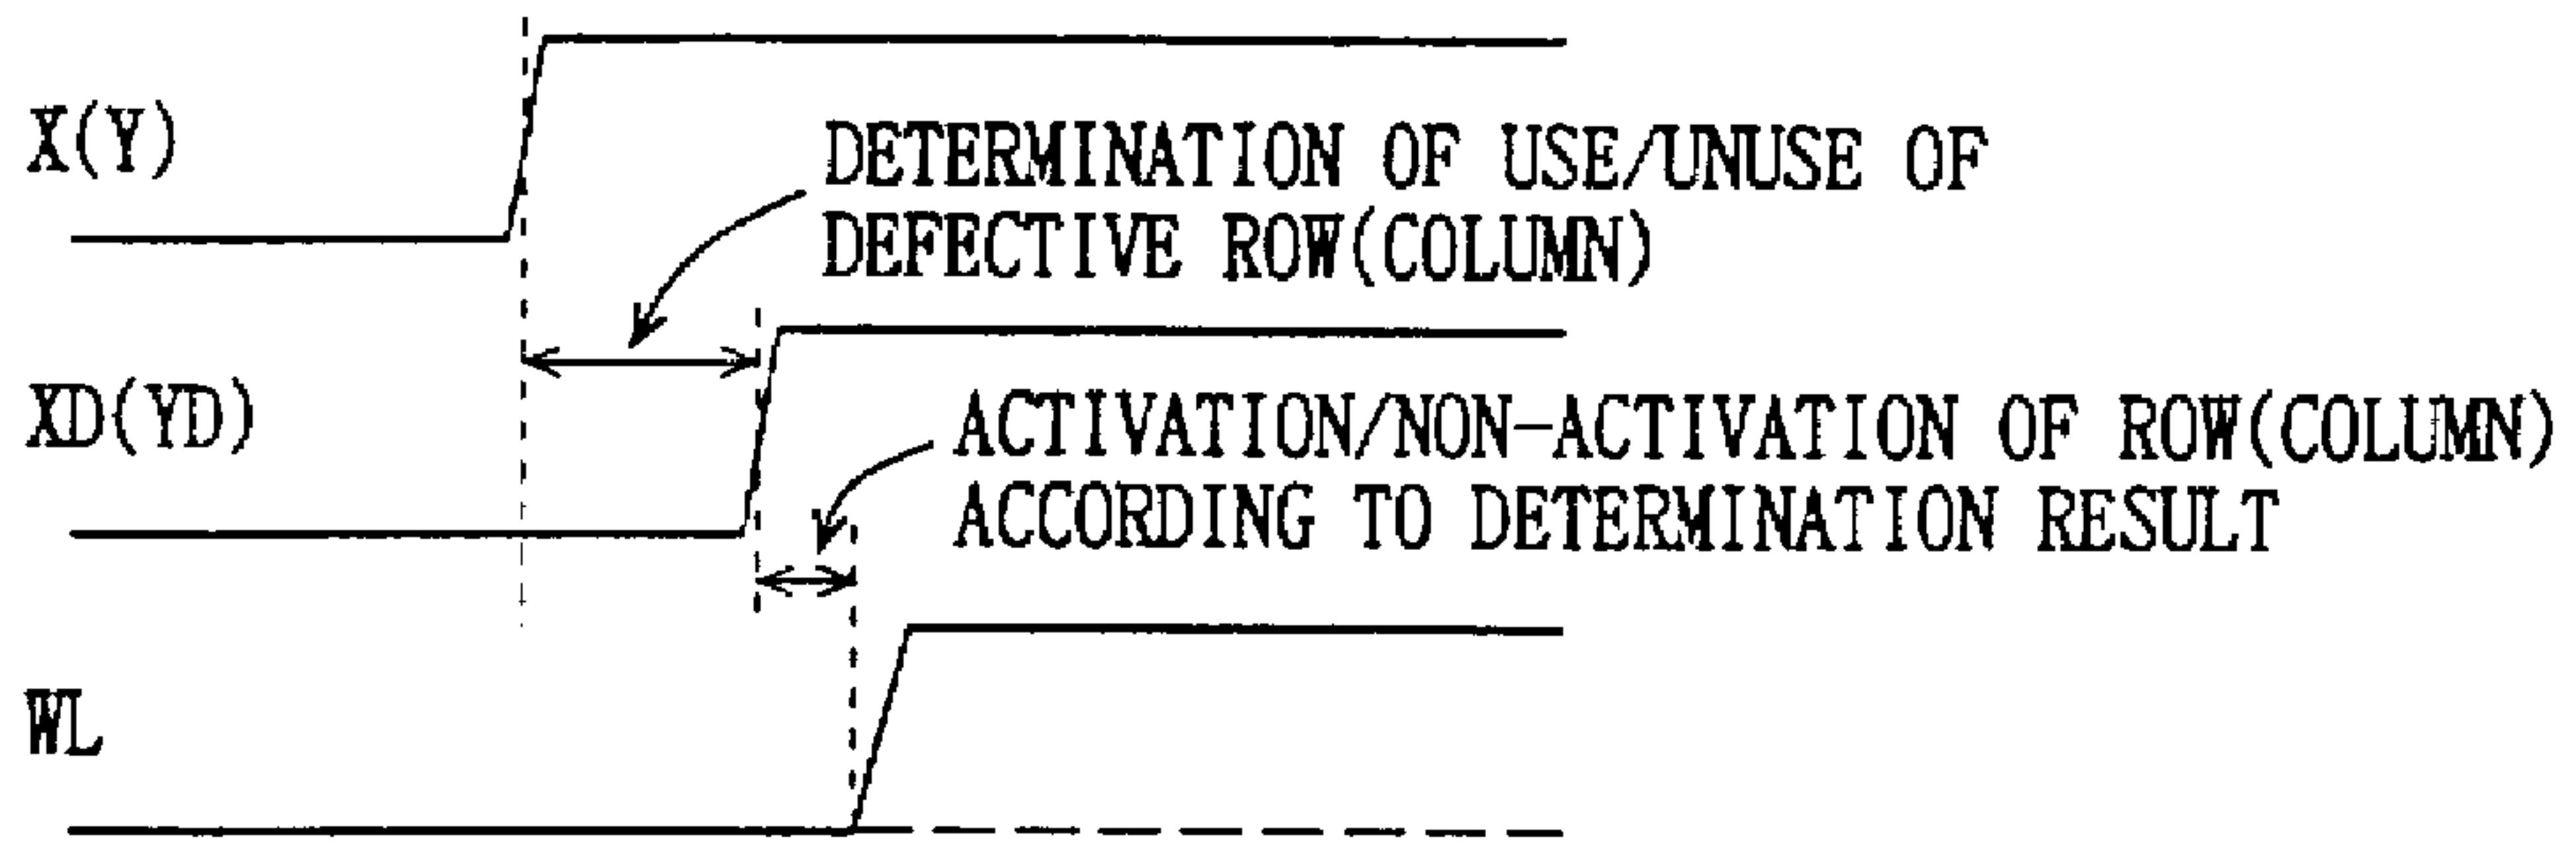 X(Y)
DETERMINATION OF USE/UNUSE OF
DEFECTIVE ROW(COLUMN)
XD(YD)
ACTIVATION/NON-ACTIVATION OF ROW(COLUMN)
ACCORDING TO DETERMINATION RESULT
WL